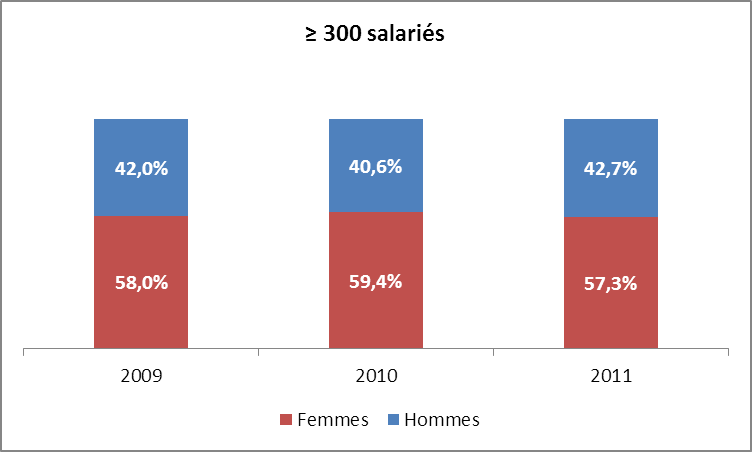 ≥ 300 salariés
42,0% 40,6% 42,7%
58,0% 59,4% 57,3%
2009 2010 2011
Femmes Hommes